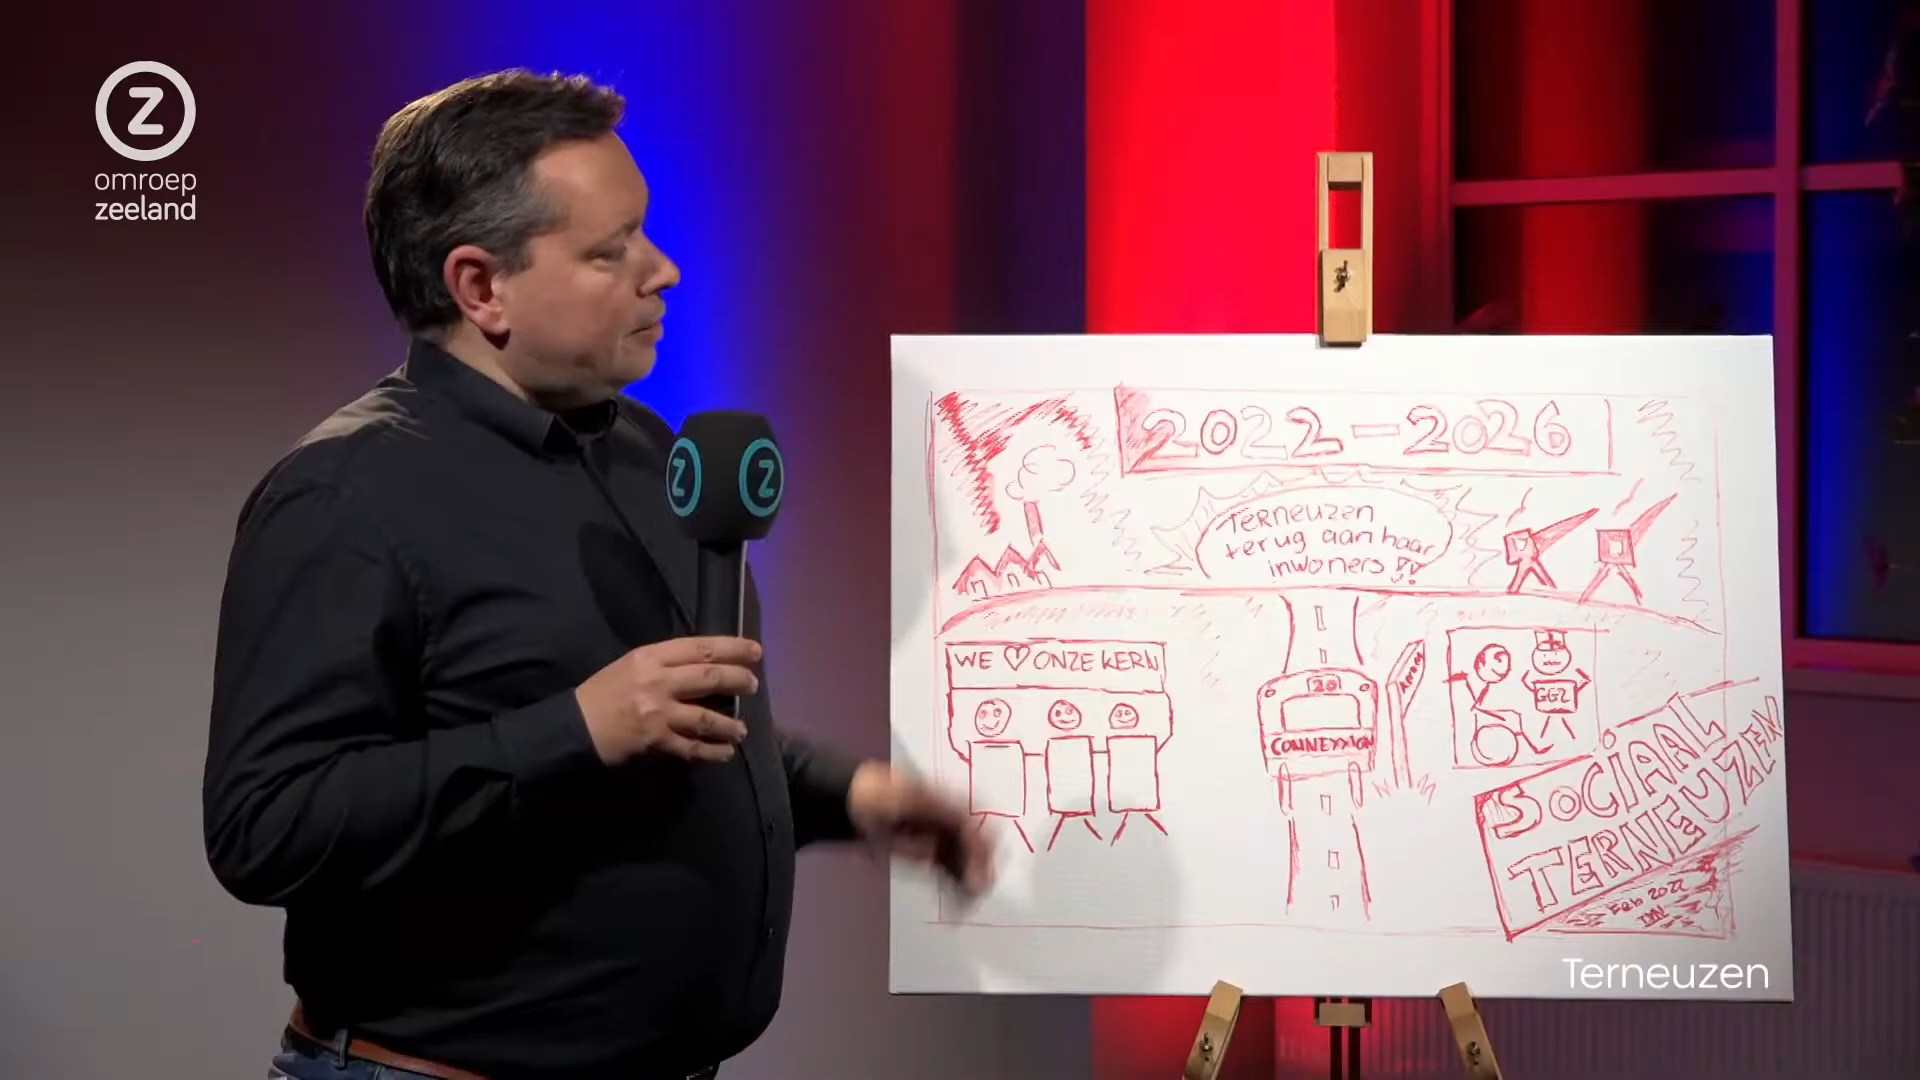 Z
omroep
zeeland
Z Z
2022-2026
TERNEUZEN
terug aan haar
inwoners !!
WE ♡ ONZE KERN
20
CONNEXXION
GGZ
SOCIAAL
TERNEUZEN
Feb 2022
Terneuzen